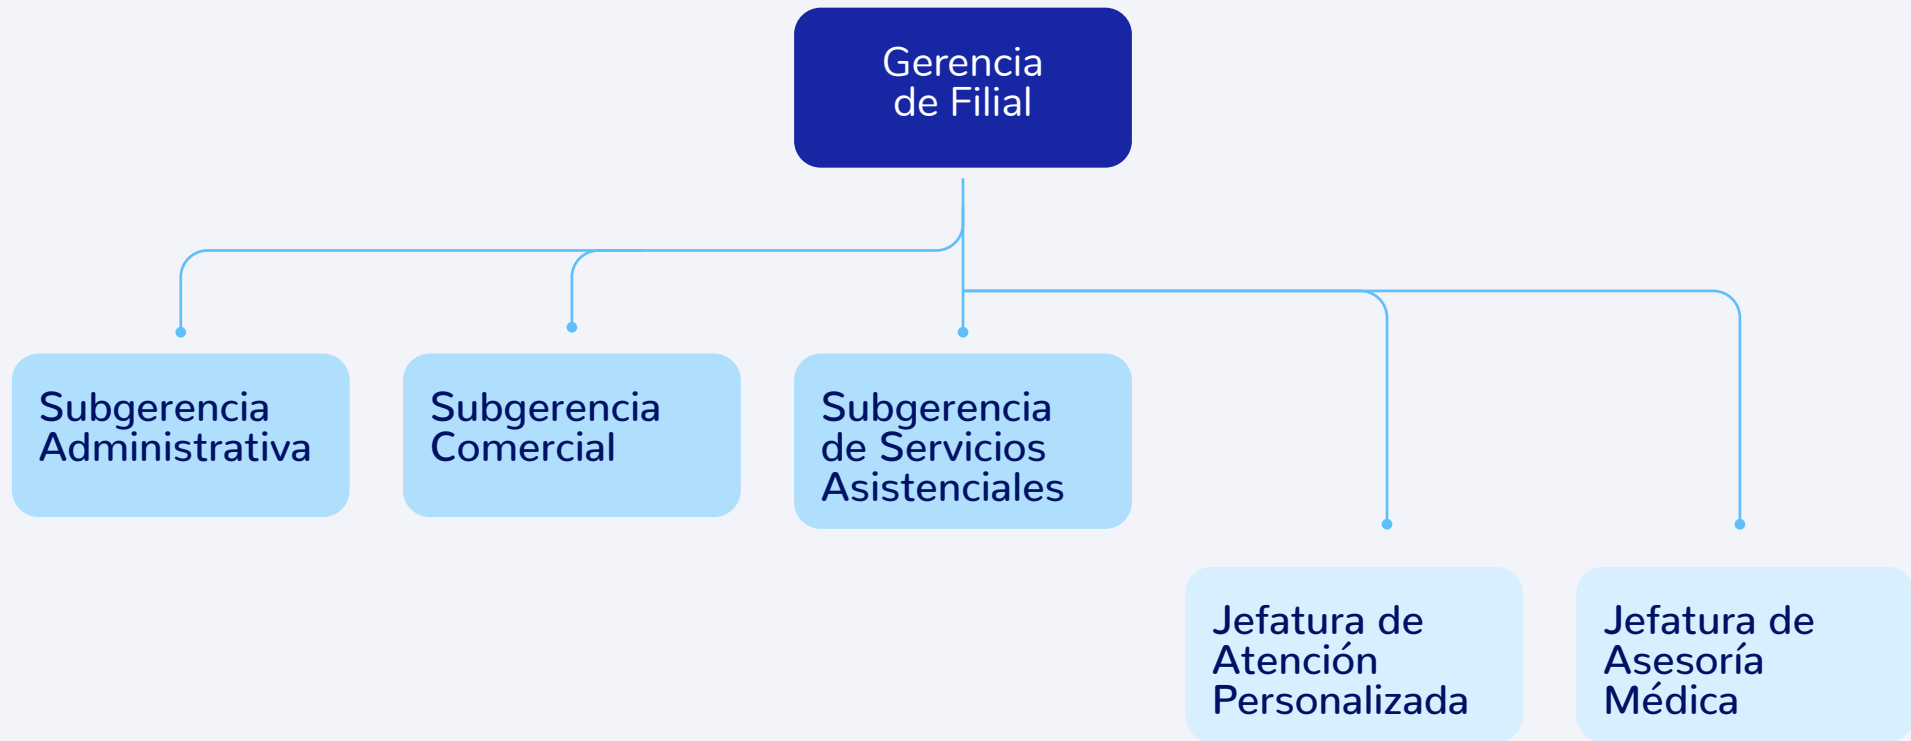 Gerencia
de Filial
Subgerencia
Administrativa
Subgerencia
Comercial
Subgerencia
de Servicios
Asistenciales
Jefatura de
Atención
Personalizada
Jefatura de
Asesoría
Médica